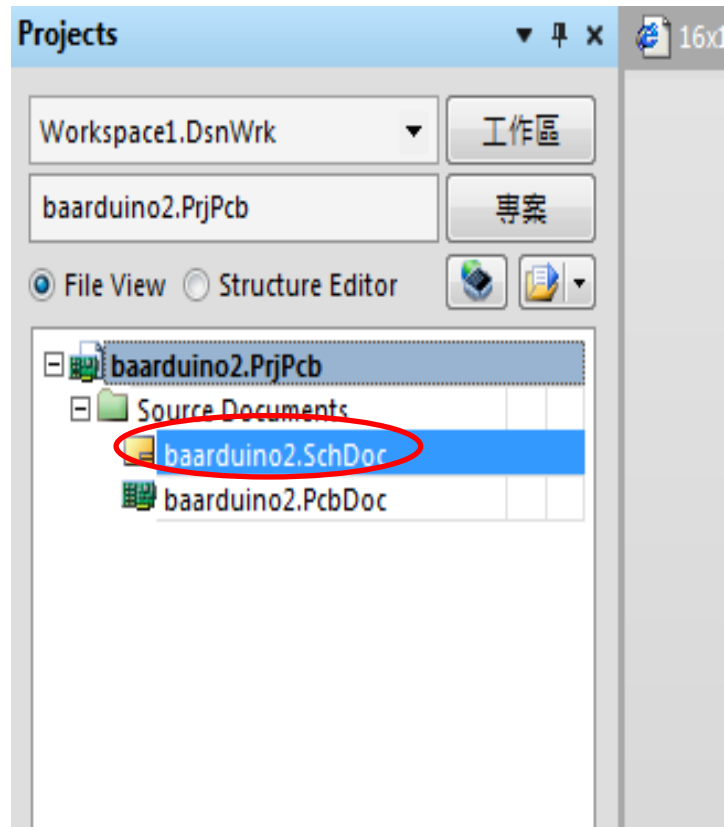 Projects
16x1
Workspace1.DsnWrk 工作區
baarduino2.PrjPcb 專案
File View Structure Editor
baarduino2.PrjPcb
Source Documents
baarduino2.SchDoc
baarduino2.PcbDoc